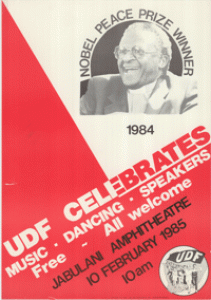 NOBEL PEACE PRIZE WINNER
1984
UDF CELEBRATES
MUSIC · DANCING · SPEAKERS
Free - All welcome
JABULANI AMPHITHEATRE
10 FEBRUARY 1985
10am
UDF